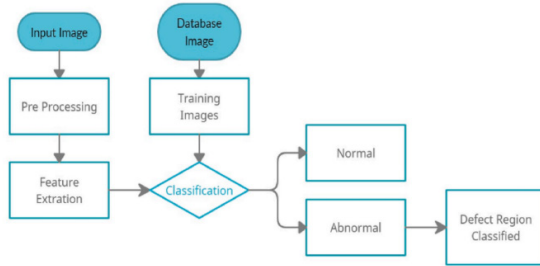 Input Image
Database
Image
Pre Processing
Training
Images
Feature
Extration
Classification
Normal
Abnormal
Defect Region
Classified